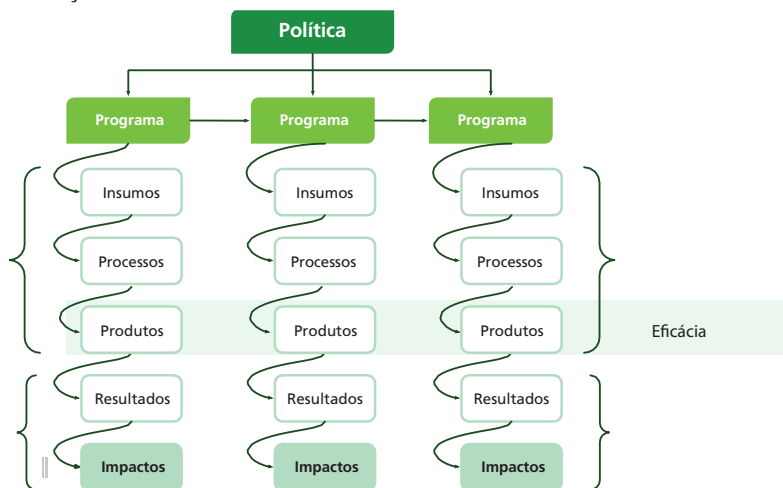 Política
Programa Programa Programa
Insumos Insumos Insumos
Processos Processos Processos
Produtos Produtos Produtos Eficácia
Resultados Resultados Resultados
Impactos Impactos Impactos